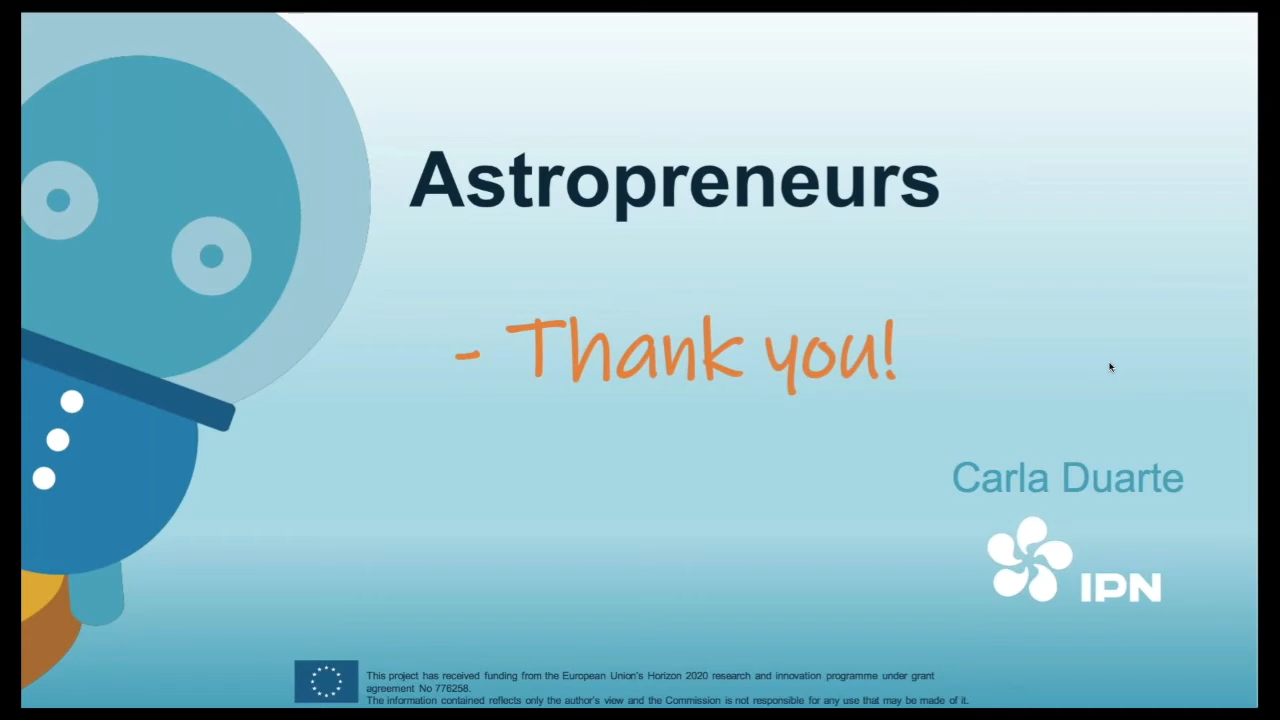 Astropreneurs
- Thank you!
Carla Duarte
IPN
This project has received funding from the European Union's Horizon 2020 research and innovation programme under grant
agreement No 776258.
The information contained reflects only the author's view and the Commission is not responsible for any use that may be made of it.